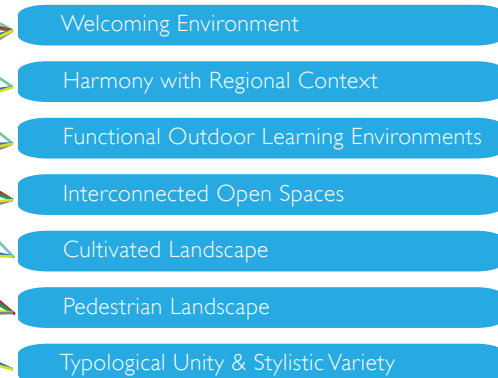 Welcoming Environment
Harmony with Regional Context
Functional Outdoor Learning Environments
Interconnected Open Spaces
Cultivated Landscape
Pedestrian Landscape
Typological Unity & Stylistic Variety